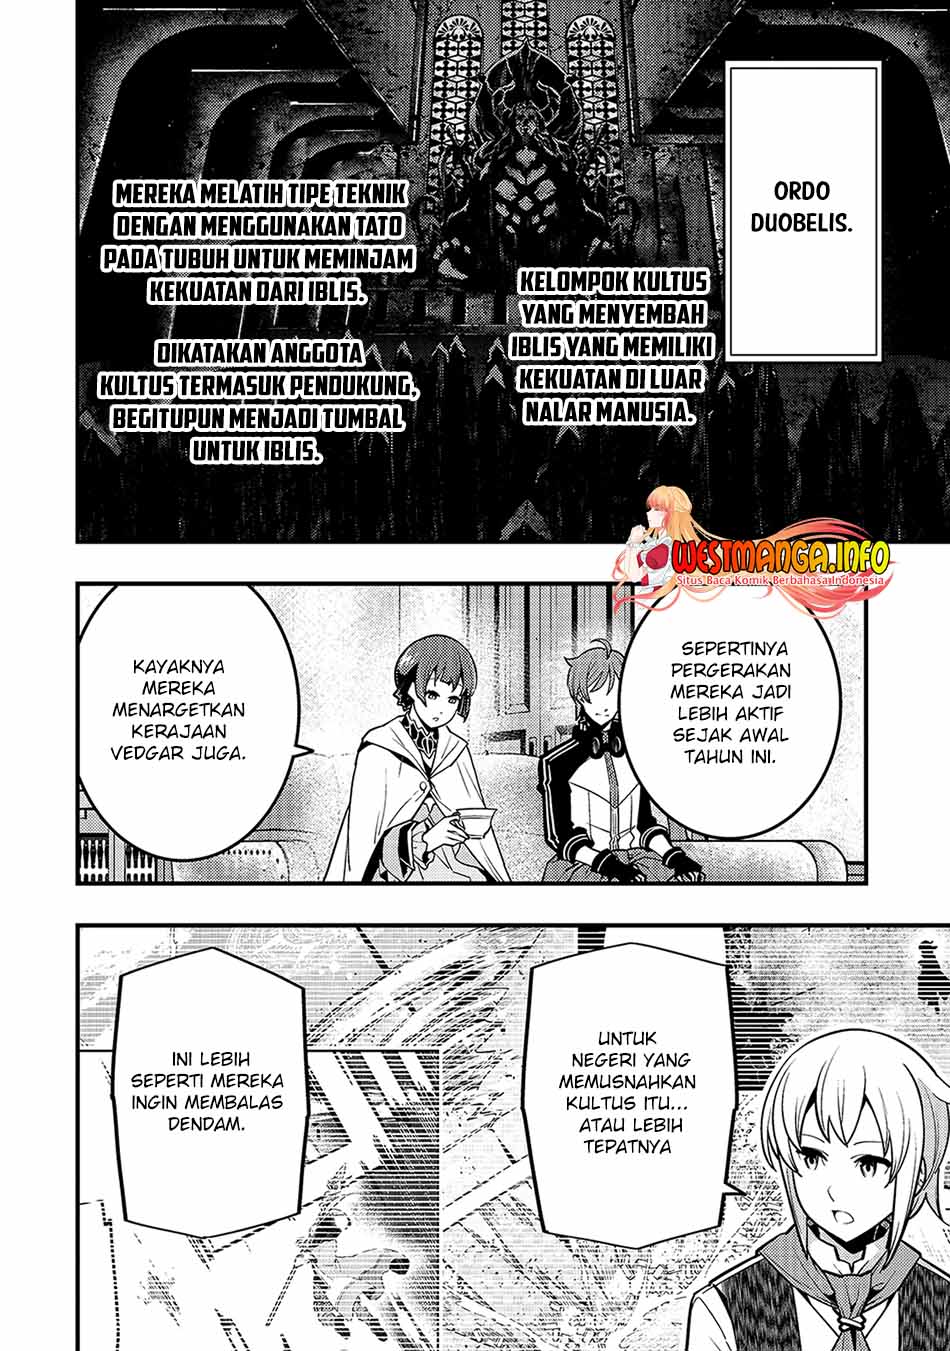 ORDO
DUOBELIS.
KELOMPOK KULTUS
YANG MENYEMBAH
IBLIS YANG MEMILIKI
KEKUATAN DI LUAR
NALAR MANUSIA.
MEREKA MELATIH TIPE TEKNIK
DENGAN MENGGUNAKAN TATO
PADA TUBUH UNTUK MEMINJAM
KEKUATAN DARI IBLIS.
DIKATAKAN ANGGOTA
KULTUS TERMASUK PENDUKUNG,
BEGITUPUN MENJADI TUMBAL
UNTUK IBLIS.
WESTMANGA.INFO
Situs Baca Komik Berbahasa Indonesia
SEPERTINYA
PERGERAKAN
MEREKA JADI
LEBIH AKTIF
SEJAK AWAL
TAHUN INI.
KAYAKNYA
MEREKA
MENARGETKAN
KERAJAAN
VEDGAR JUGA.
UNTUK
NEGERI YANG
MEMUSNAHKAN
KULTUS ITU...
ATAU LEBIH
TEPATNYA
INI LEBIH
SEPERTI MEREKA
INGIN MEMBALAS
DENDAM.